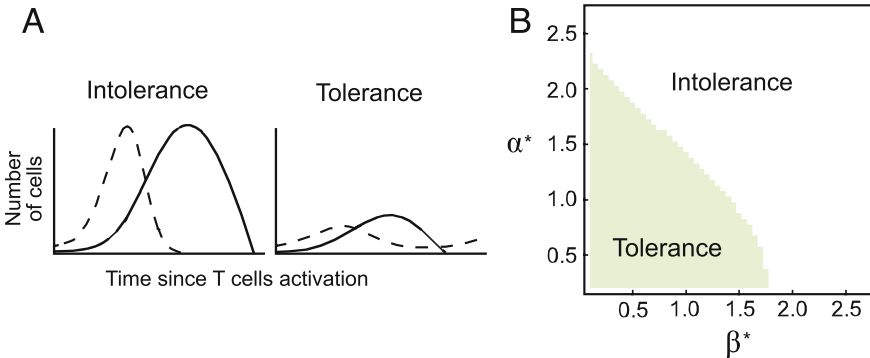 A
Intolerance
Tolerance
Number
of cells
Time since T cells activation
B
2.5
2.0
1.5
1.0
0.5
α*
Intolerance
Tolerance
0.5 1.0 1.5 2.0 2.5
β*